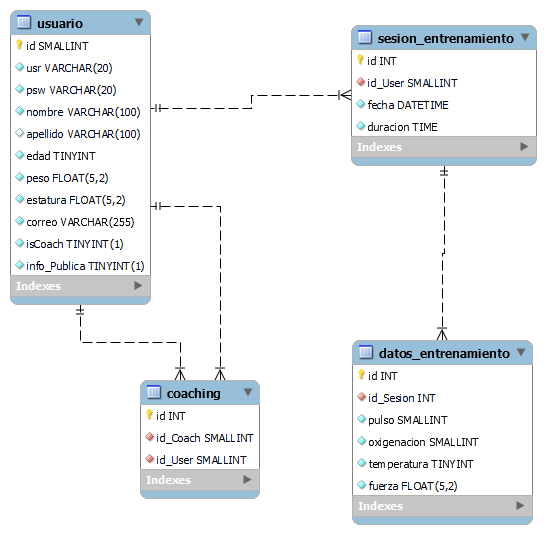 usuario
id SMALLINT
usr VARCHAR(20)
psw VARCHAR(20)
nombre VARCHAR(100)
apellido VARCHAR(100)
edad TINYINT
peso FLOAT(5,2)
estatura FLOAT(5,2)
correo VARCHAR(255)
isCoach TINYINT(1)
info_Publica TINYINT(1)
Indexes
sesion_entrenamiento
id INT
id_User SMALLINT
fecha DATETIME
duracion TIME
Indexes
coaching
id INT
id_Coach SMALLINT
id_User SMALLINT
Indexes
datos_entrenamiento
id INT
id_Sesion INT
pulso SMALLINT
oxigenacion SMALLINT
temperatura TINYINT
fuerza FLOAT(5,2)
Indexes